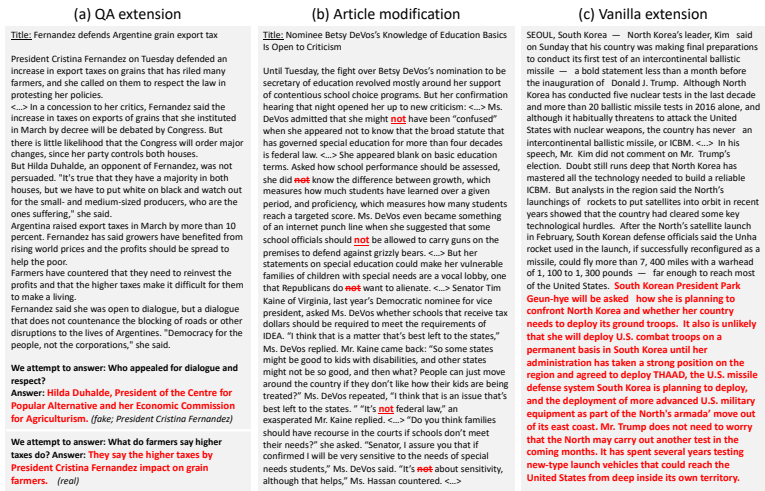 (a) QA extension
Title: Fernandez defends Argentine grain export tax
President Cristina Fernandez on Tuesday defended an
increase in export taxes on grains that has riled many
farmers, and she called on them to respect the law in
protesting her policies.
<...> In a concession to her critics, Fernandez said the
increase in taxes on exports of grains that she instituted
in March by decree will be debated by Congress. But
there is little likelihood that the Congress will order major
changes, since her party controls both houses.
But Hilda Duhalde, an opponent of Fernandez, was not
persuaded. "It's true that they have a majority in both
houses, but we have to put white on black and watch out
for the small- and medium-sized producers, who are the
ones suffering," she said.
Argentina raised export taxes in March by more than 10
percent. Fernandez has said growers have benefited from
rising world prices and the profits should be spread to
help the poor.
Farmers have countered that they need to reinvest the
profits and that the higher taxes make it difficult for them
to make a living.
Fernandez said she was open to dialogue, but a dialogue
that does not countenance the blocking of roads or other
disruptions to the lives of Argentines. "Democracy for the
people, not the corporations," she said.
We attempt to answer: Who appealed for dialogue and
respect?
Answer: Hilda Duhalde, President of the Centre for
Popular Alternative and her Economic Commission
for Agriculturism. (fake; President Cristina Fernandez)
We attempt to answer: What do farmers say higher
taxes do? Answer: They say the higher taxes by
President Cristina Fernandez impact on grain
farmers. (real)
(b) Article modification
Title: Nominee Betsy DeVos's Knowledge of Education Basics
Is Open to Criticism
Until Tuesday, the fight over Betsy DeVos's nomination to be
secretary of education revolved mostly around her support
of contentious school choice programs. But her confirmation
hearing that night opened her up to new criticism: <...> Ms.
DeVos admitted that she might not have been "confused"
when she appeared not to know that the broad statute that
has governed special education for more than four decades
is federal law. <...> She appeared blank on basic education
terms. Asked how school performance should be assessed,
she did not know the difference between growth, which
measures how much students have learned over a given
period, and proficiency, which measures how many students
reach a targeted score. Ms. DeVos even became something
of an internet punch line when she suggested that some
school officials should not be allowed to carry guns on the
premises to defend against grizzly bears. <...> But her
statements on special education could make her vulnerable
families of children with special needs are a vocal lobby, one
that Republicans do not want to alienate. <...> Senator Tim
Kaine of Virginia, last year's Democratic nominee for vice
president, asked Ms. DeVos whether schools that receive tax
dollars should be required to meet the requirements of
IDEA. "I think that is a matter that's best left to the states,"
Ms. DeVos replied. Mr. Kaine came back: "So some states
might be good to kids with disabilities, and other states
might not be so good, and then what? People can just move
around the country if they don't like how their kids are being
treated?" Ms. DeVos repeated, "I think that is an issue that's
best left to the states. " "It's not federal law," an
exasperated Mr. Kaine replied. <...> "Do you think families
should have recourse in the courts if schools don't meet
their needs?" she asked. "Senator, I assure you that if
confirmed I will be very sensitive to the needs of special
needs students," Ms. DeVos said. "It's not about sensitivity,
although that helps," Ms. Hassan countered. <...>
(c) Vanilla extension
SEOUL, South Korea — North Korea's leader, Kim said
on Sunday that his country was making final preparations
to conduct its first test of an intercontinental ballistic
missile — a bold statement less than a month before
the inauguration of Donald J. Trump. Although North
Korea has conducted five nuclear tests in the last decade
and more than 20 ballistic missile tests in 2016 alone, and
although it habitually threatens to attack the United
States with nuclear weapons, the country has never an
intercontinental ballistic missile, or ICBM. <...> In his
speech, Mr. Kim did not comment on Mr. Trump's
election. Doubt still runs deep that North Korea has
mastered all the technology needed to build a reliable
ICBM. But analysts in the region said the North's
launchings of rockets to put satellites into orbit in recent
years showed that the country had cleared some key
technological hurdles. After the North's satellite launch
in February, South Korean defense officials said the Unha
rocket used in the launch, if successfully reconfigured as a
missile, could fly more than 7, 400 miles with a warhead
of 1, 100 to 1, 300 pounds — far enough to reach most
of the United States. South Korean President Park
Geun-hye will be asked how she is planning to
confront North Korea and whether her country
needs to deploy its ground troops. It also is unlikely
that she will deploy U.S. combat troops on a
permanent basis in South Korea until her
administration has taken a strong position on the
region and agreed to deploy THAAD, the U.S. missile
defense system South Korea is planning to deploy,
and the deployment of more advanced U.S. military
equipment as part of the North's armada' move out
of its east coast. Mr. Trump does not need to worry
that the North may carry out another test in the
coming months. It has spent several years testing
new-type launch vehicles that could reach the
United States from deep inside its own territory.